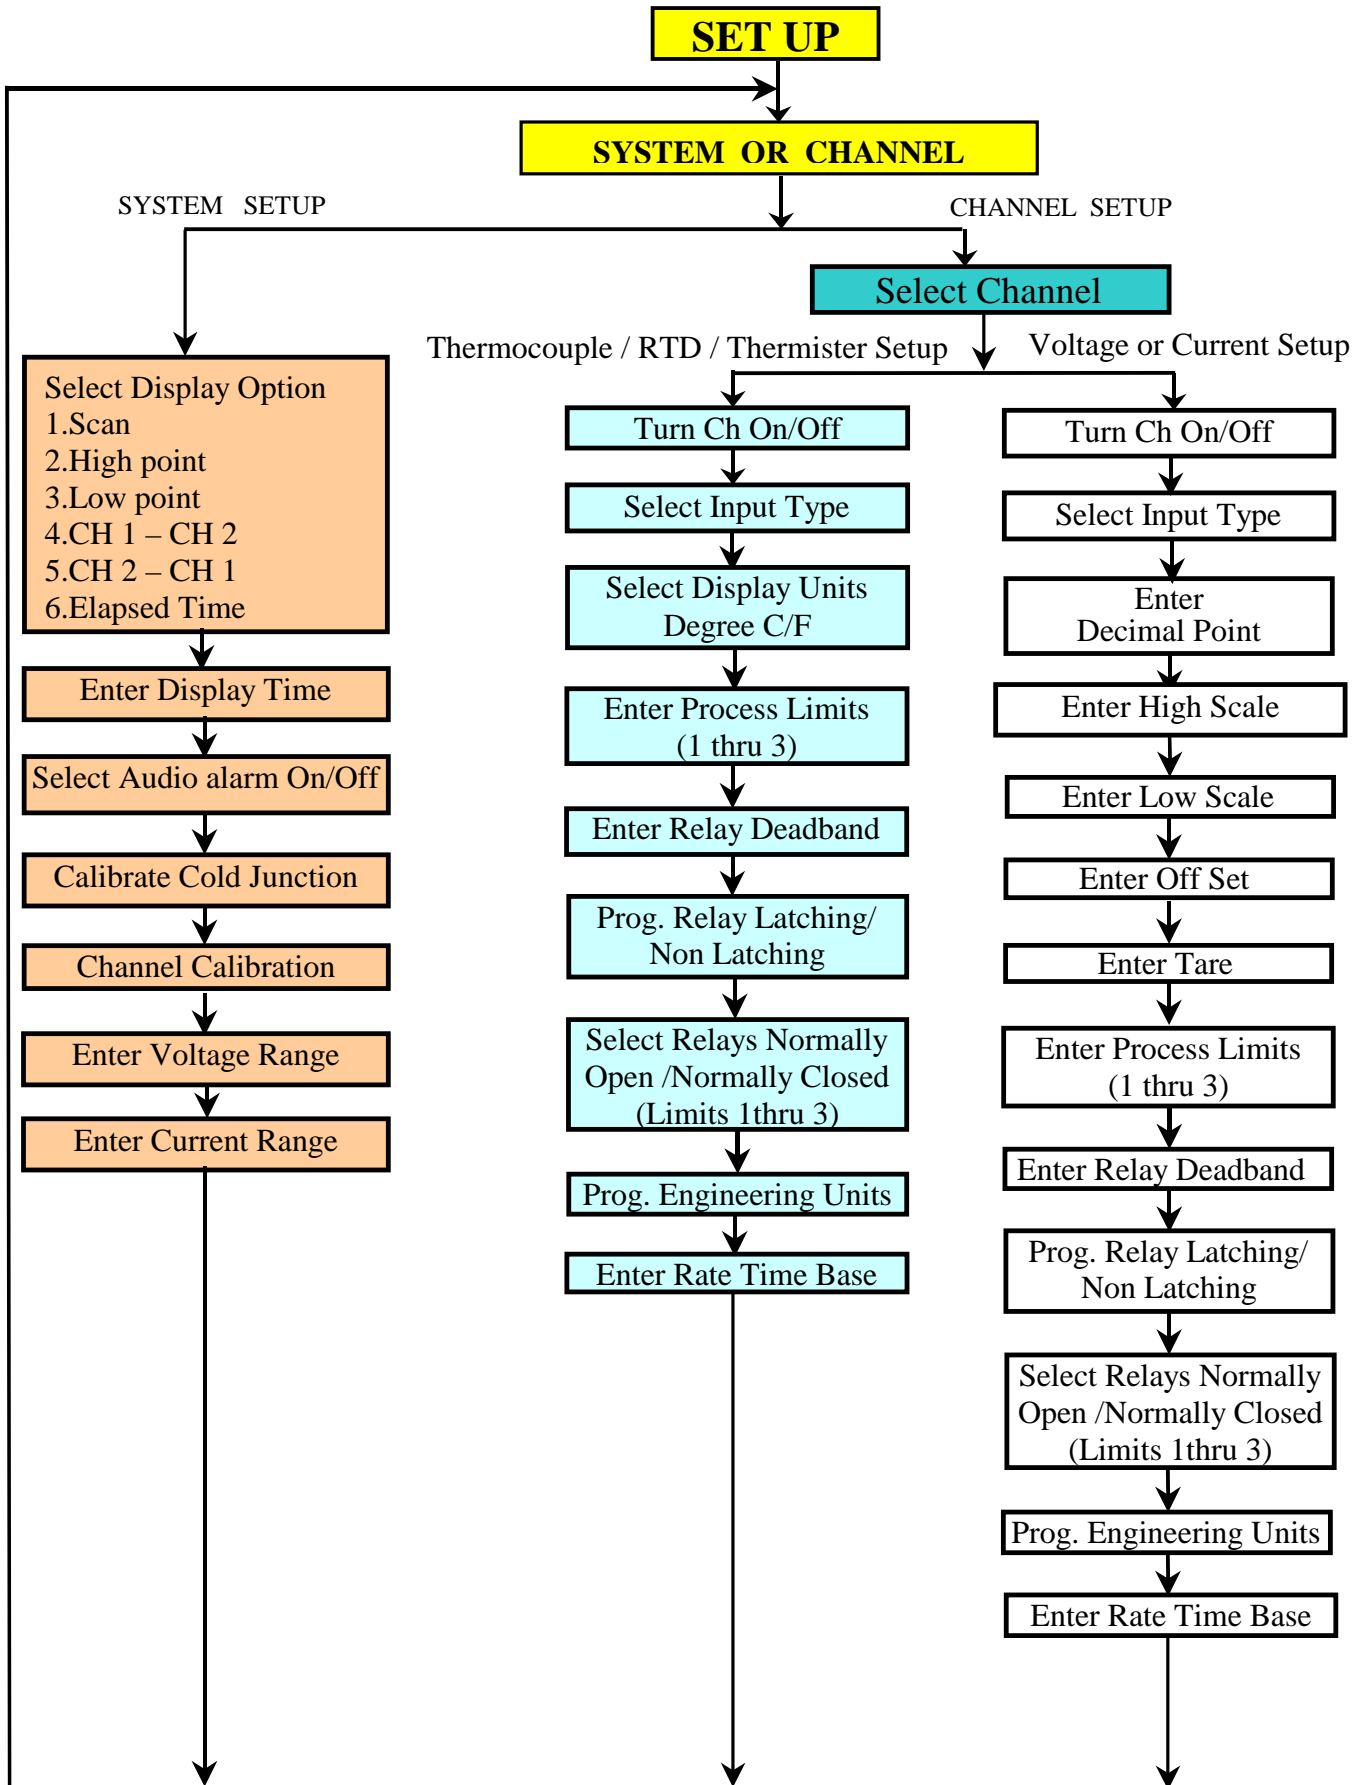 SET UP
SYSTEM OR CHANNEL
SYSTEM SETUP
CHANNEL SETUP
Select Channel
Thermocouple / RTD / Thermister Setup
Voltage or Current Setup
Select Display Option
1.Scan
2.High point
3.Low point
4.CH 1 – CH 2
5.CH 2 – CH 1
6.Elapsed Time
Enter Display Time
Select Audio alarm On/Off
Calibrate Cold Junction
Channel Calibration
Enter Voltage Range
Enter Current Range
Turn Ch On/Off
Select Input Type
Select Display Units
Degree C/F
Enter Process Limits
(1 thru 3)
Enter Relay Deadband
Prog. Relay Latching/
Non Latching
Select Relays Normally
Open /Normally Closed
(Limits 1thru 3)
Prog. Engineering Units
Enter Rate Time Base
Turn Ch On/Off
Select Input Type
Enter
Decimal Point
Enter High Scale
Enter Low Scale
Enter Off Set
Enter Tare
Enter Process Limits
(1 thru 3)
Enter Relay Deadband
Prog. Relay Latching/
Non Latching
Select Relays Normally
Open /Normally Closed
(Limits 1thru 3)
Prog. Engineering Units
Enter Rate Time Base